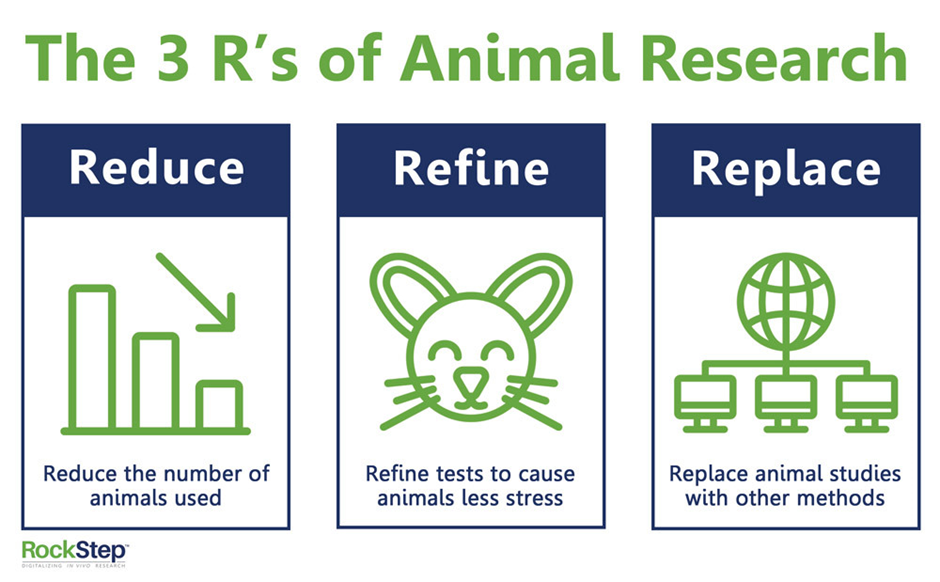 The 3 R’s of Animal Research
Reduce
Reduce the number of
animals used
Refine
Refine tests to cause
animals less stress
Replace
Replace animal studies
with other methods
RockStep™
DIGITALIZING IN VIVO RESEARCH